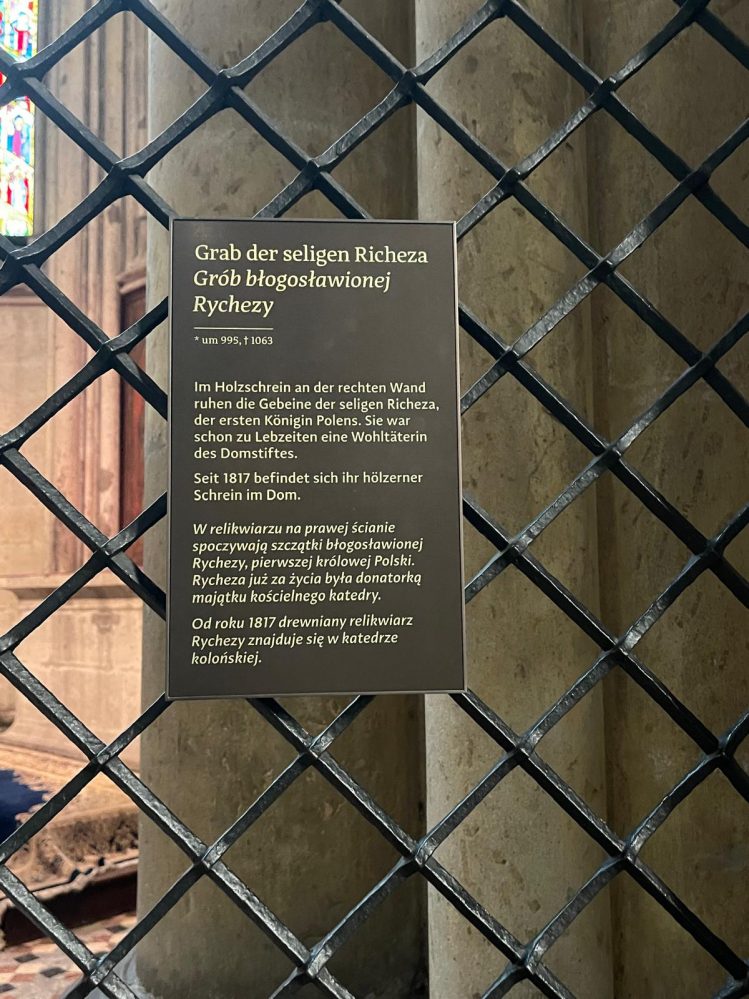 Grab der seligen Richeza
Grób błogosławionej
Rychezy
* um 995, † 1063
Im Holzschrein an der rechten Wand
ruhen die Gebeine der seligen Richeza,
der ersten Königin Polens. Sie war
schon zu Lebzeiten eine Wohltäterin
des Domstiftes.
Seit 1817 befindet sich ihr hölzerner
Schrein im Dom.
W relikwiarzu na prawej ścianie
spoczywają szczątki błogosławionej
Rychezy, pierwszej królowej Polski.
Rycheza już za życia była donatorką
majątku kościelnego katedry.
Od roku 1817 drewniany relikwiarz
Rychezy znajduje się w katedrze
kolońskiej.